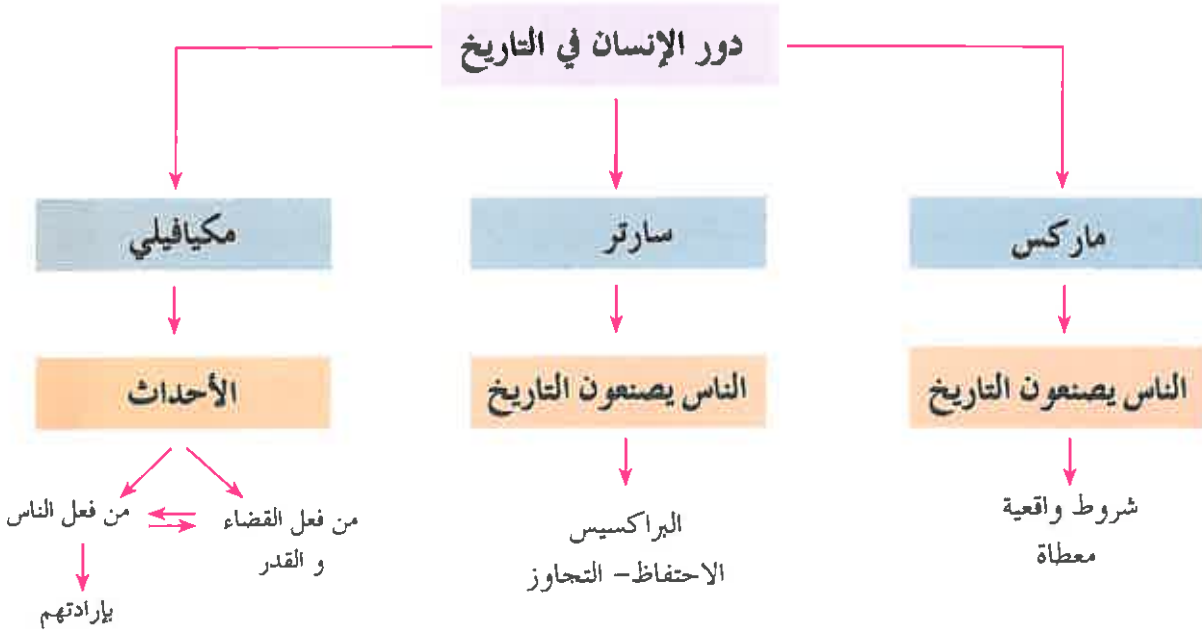 دور الإنسان في التاريخ
ماركس
سارتر
مكيافيلي
الناس يصنعون التاريخ
الناس يصنعون التاريخ
الأحداث
شروط واقعية
معطاة
البراكسيس
الاحتفاظ– التجاوز
من فعل القضاء
و القدر
من فعل الناس
بإرادتهم